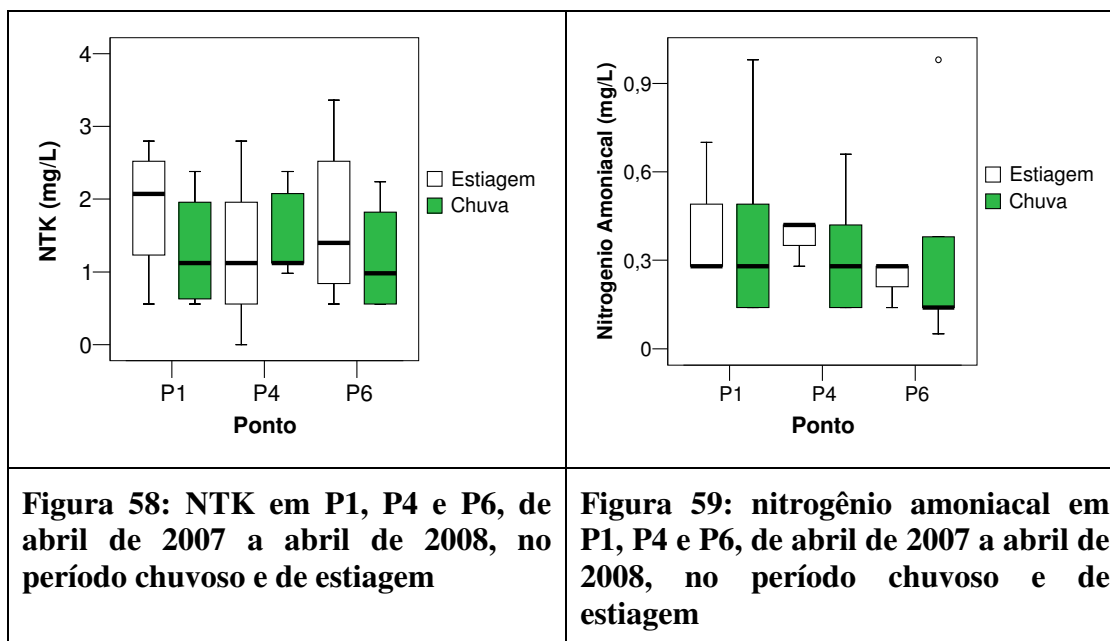 4
3
2
1
0
NTK (mg/L)
P1 P4 P6
Ponto
Estiagem
Chuva
Figura 58: NTK em P1, P4 e P6, de
abril de 2007 a abril de 2008, no
período chuvoso e de estiagem
0,9
0,6
0,3
0
Nitrogenio Amoniacal (mg/L)
P1 P4 P6
Ponto
Estiagem
Chuva
Figura 59: nitrogênio amoniacal em
P1, P4 e P6, de abril de 2007 a abril de
2008, no período chuvoso e de
estiagem